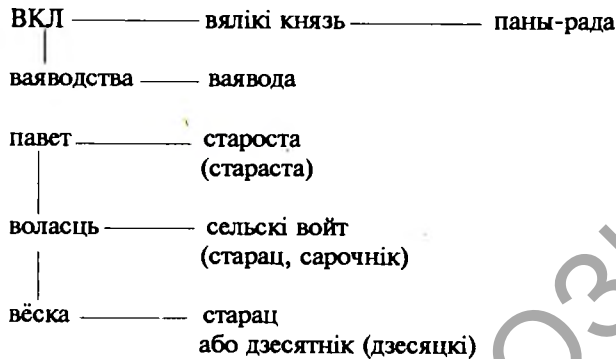 ВКЛ вялікі князь паны-рада
ваяводства ваявода
павет староста
(стараста)
воласць сельскі войт
(старац, сарочнік)
вёска старац
або дзесятнік (дзесяцкі)